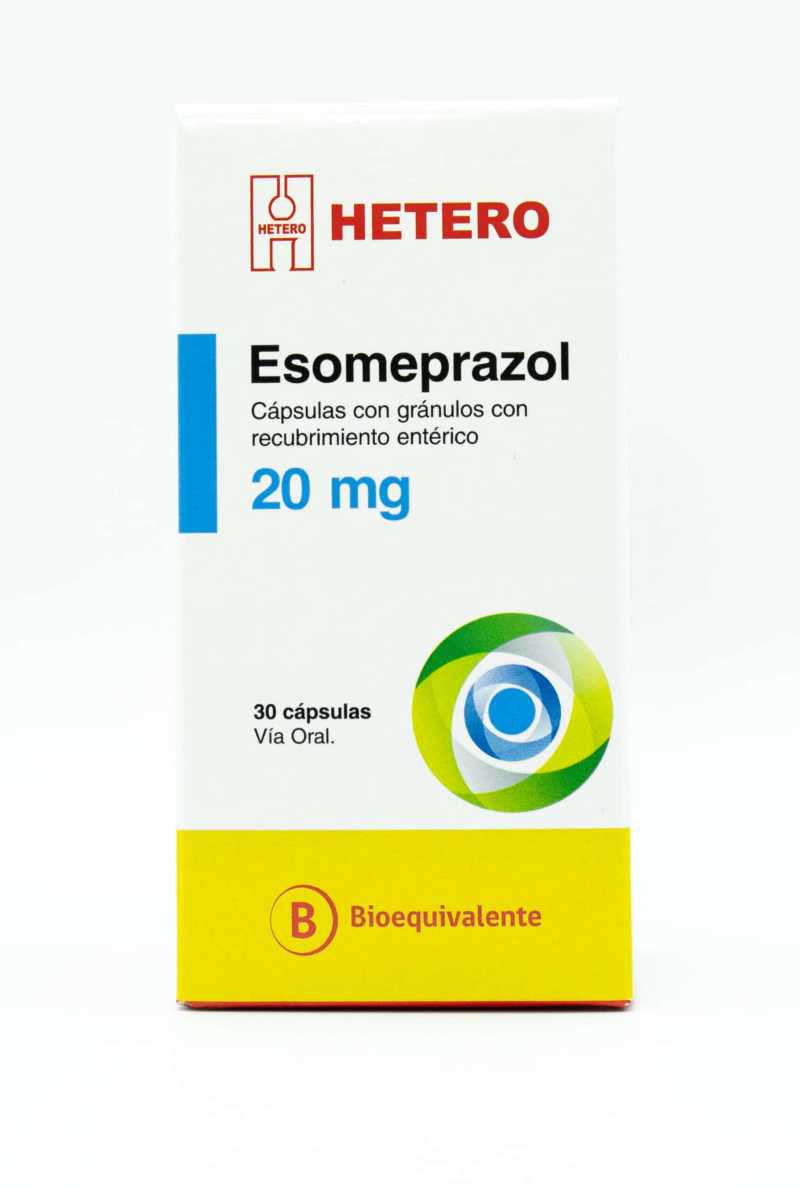 HETERO
HETERO
Esomeprazol
Cápsulas con gránulos con
recubrimiento entérico
20 mg
30 cápsulas
Vía Oral.
B Bioequivalente